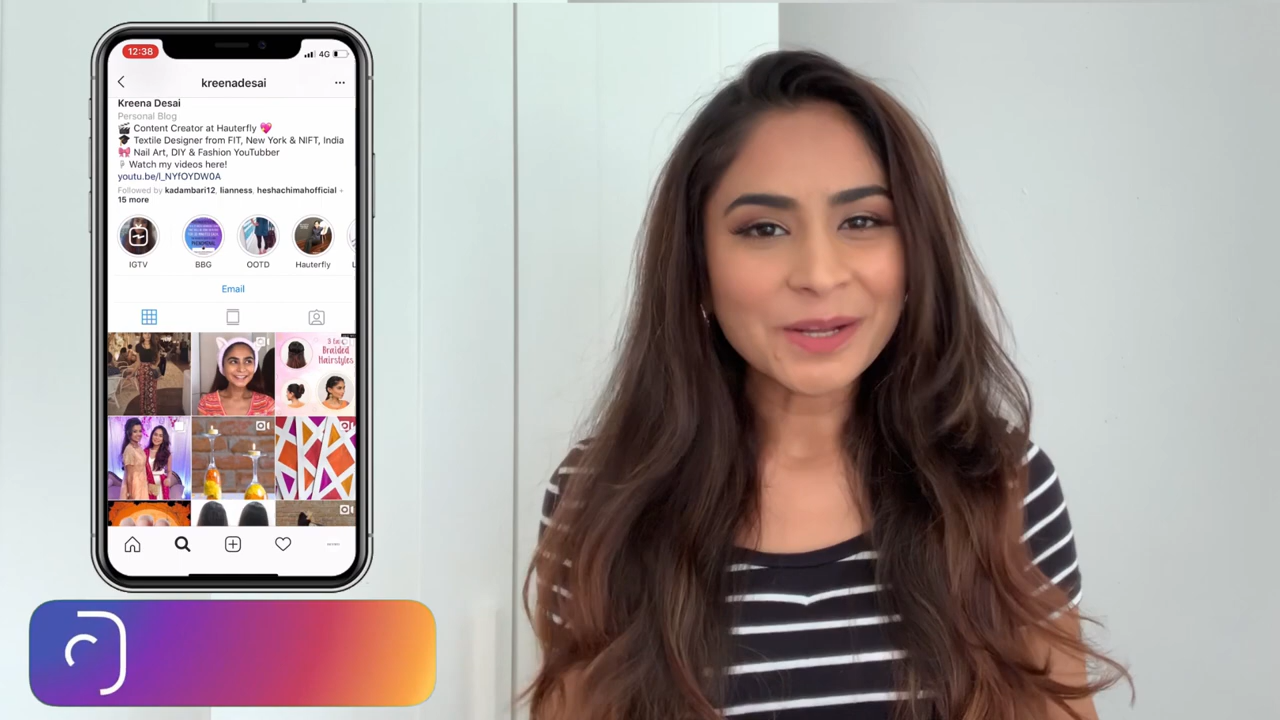 12:38
4G
kreenadesai
Kreena Desai
Personal Blog
Content Creator at Hauterfly
Textile Designer from FIT, New York & NIFT, India
Nail Art, DIY & Fashion YouTubber
Watch my videos here!
youtu.be/l_NYfOYDW0A
Followed by kadambari12, lianness, heshachimahofficial +
15 more
IGTV
BBG
OOTD
Hauterfly
L
Email
Braided
Hairstyles